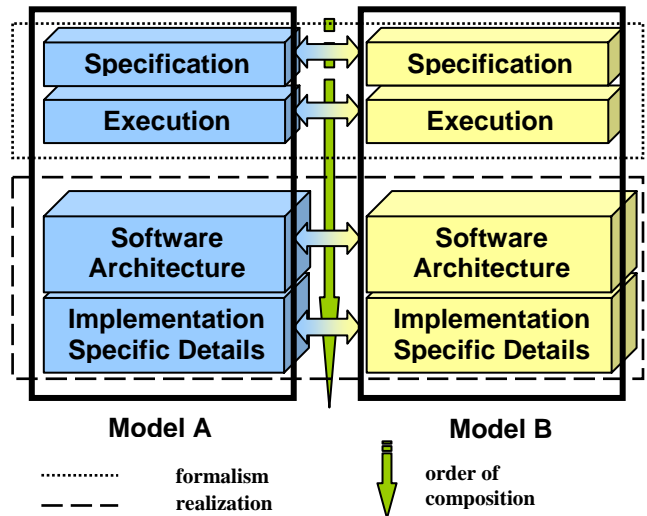 Specification
Specification
Execution
Execution
Software
Architecture
Software
Architecture
Implementation
Specific Details
Implementation
Specific Details
Model A
Model B
formalism
realization
order of
composition